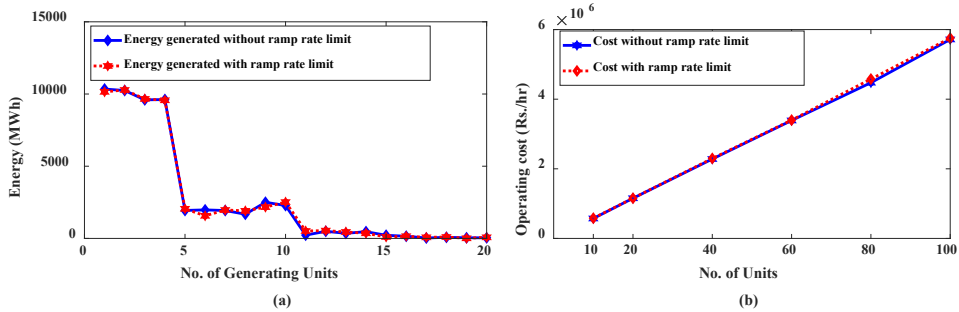 15000
10000
5000
0
0
5
10
15
20
Energy (MWh)
No. of Generating Units
Energy generated without ramp rate limit
Energy generated with ramp rate limit
(a)
× 10 6
6
4
2
0
10
20
40
60
80
100
Operating cost (Rs./hr)
No. of Units
Cost without ramp rate limit
Cost with ramp rate limit
(b)